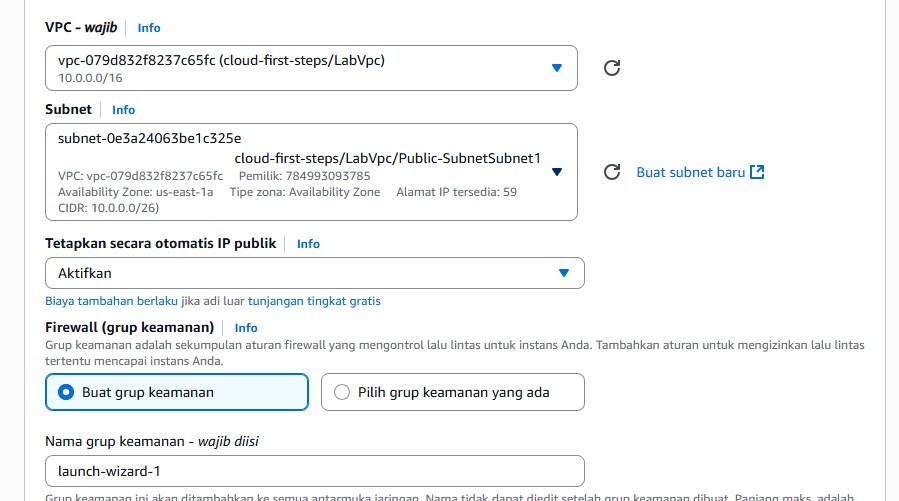 VPC - wajib Info
vpc-079d832f8237c65fc (cloud-first-steps/LabVpc)
10.0.0.0/16
Subnet Info
subnet-0e3a24063be1c325e
cloud-first-steps/LabVpc/Public-SubnetSubnet1
VPC: vpc-079d832f8237c65fc Pemilik: 784993093785
Availability Zone: us-east-1a Tipe zona: Availability Zone Alamat IP tersedia: 59
CIDR: 10.0.0.0/26)
Buat subnet baru
Tetapkan secara otomatis IP publik Info
Aktifkan
Biaya tambahan berlaku jika adi luar tunjangan tingkat gratis
Firewall (grup keamanan) Info
Grup keamanan adalah sekumpulan aturan firewall yang mengontrol lalu lintas untuk instans Anda. Tambahkan aturan untuk mengizinkan lalu lintas
tertentu mencapai instans Anda.
Buat grup keamanan
Pilih grup keamanan yang ada
Nama grup keamanan - wajib diisi
launch-wizard-1
Grup keamanan ini akan ditambahkan ke semua antarmuka jaringan. Nama tidak dapat diedit setelah grup keamanan dibuat. Panjang maks. adalah